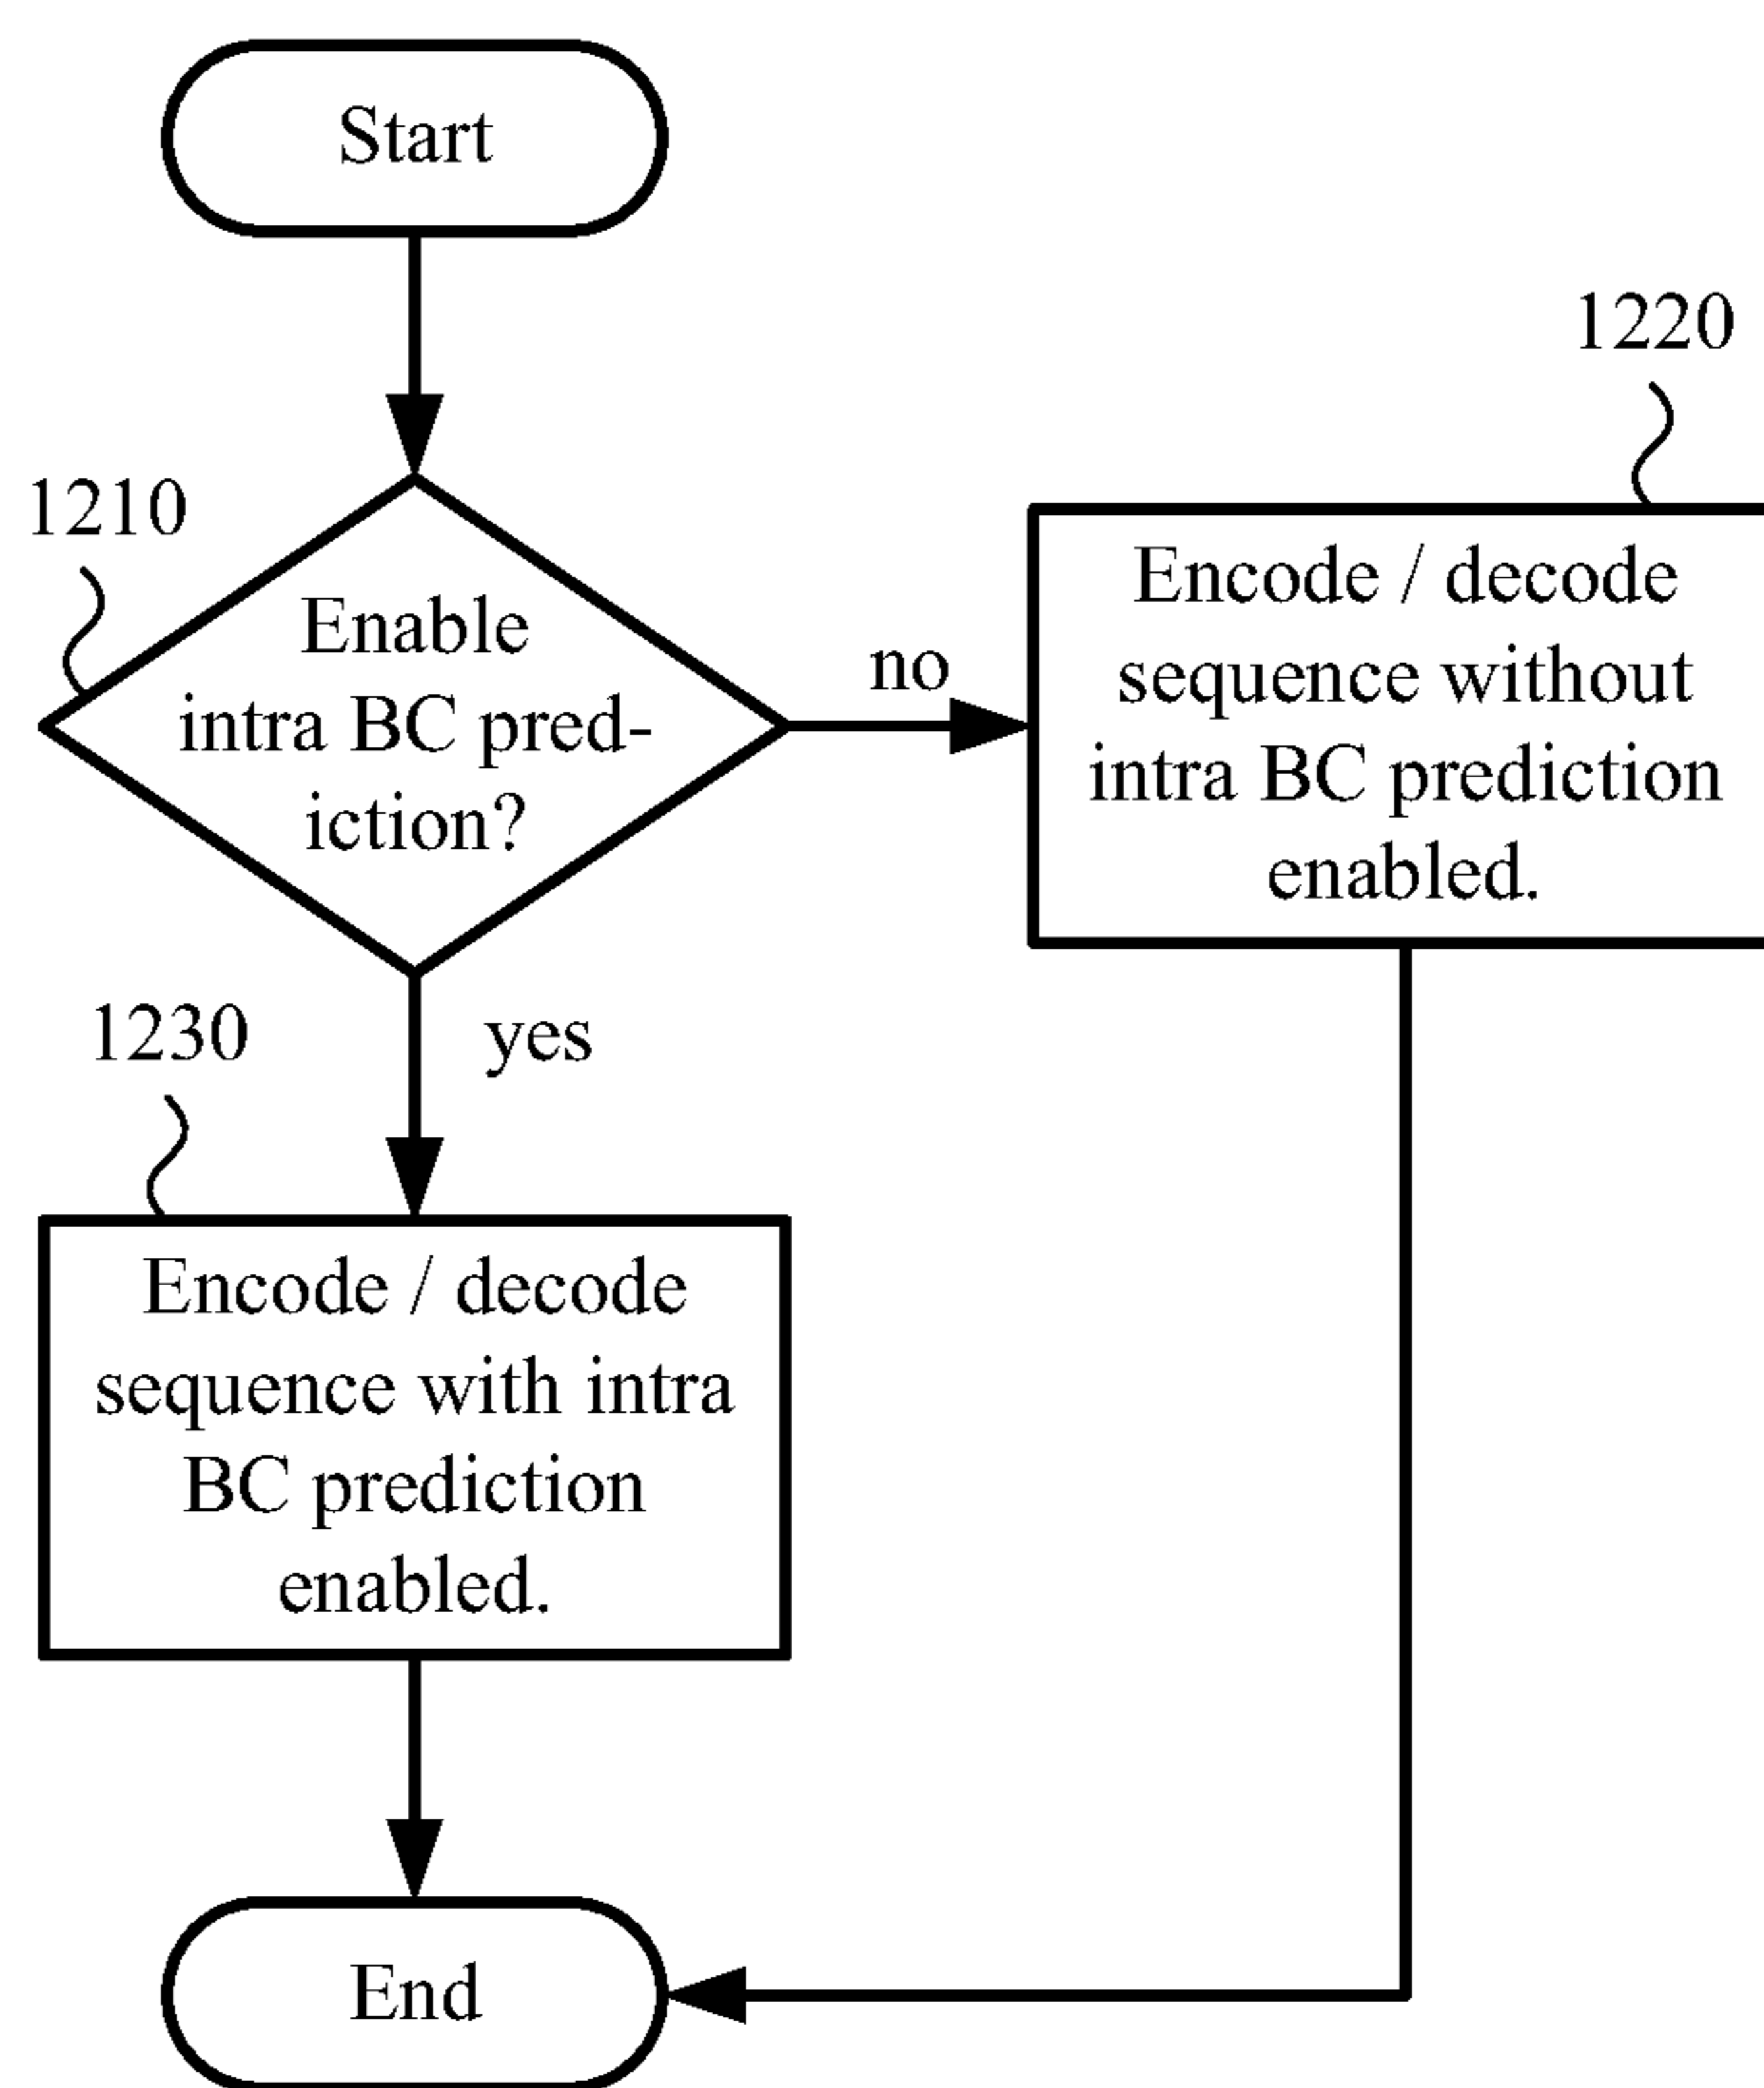 Start
1210
Enable
intra BC pred-
iction?
no
1220
Encode / decode
sequence without
intra BC prediction
enabled.
yes
1230
Encode / decode
sequence with intra
BC prediction
enabled.
End